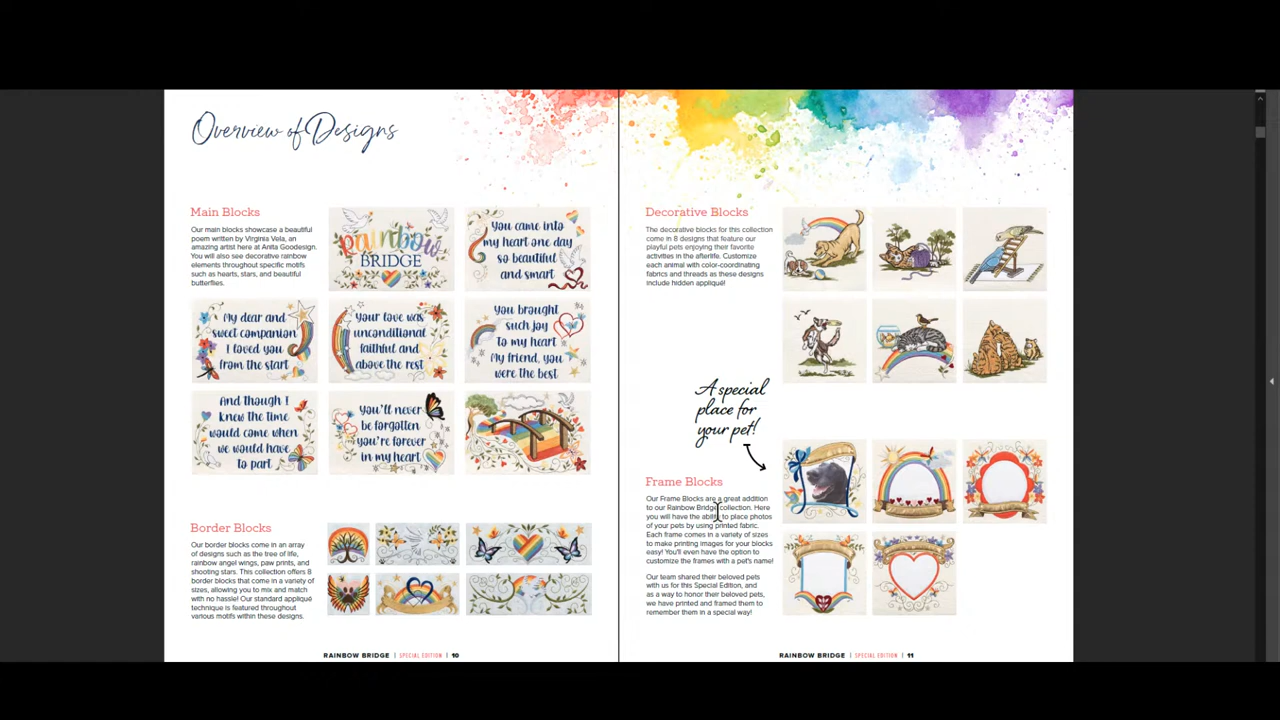 Overview of Designs
Main Blocks
Our main blocks showcase a beautiful
poem written by Virginia Vela, an
amazing artist here at Anita Goodesign.
You will also see decorative rainbow
elements throughout specific motifs
such as hearts, stars, and beautiful
butterflies.
rainbow
BRIDGE
You came into
my heart one day
so beautiful
and smart
My dear and
sweet companion
I loved you
from the start
Your love was
unconditional
faithful and
above the rest
You brought
such joy
to my heart
My friend, you
were the best
And though I
knew the time
would come when
we would have
to part
You'll never
be forgotten
you're forever
in my heart
Border Blocks
Our border blocks come in an array
of designs such as the tree of life,
rainbow angel wings, paw prints, and
shooting stars. This collection offers 8
border blocks that come in a variety of
sizes, allowing you to mix and match
with no hassle! Our standard appliqué
technique is featured throughout
various motifs within these designs.
RAINBOW BRIDGE | SPECIAL EDITION | 10
Decorative Blocks
The decorative blocks for this collection
come in 8 designs that feature our
playful pets enjoying their favorite
activities in the afterlife. Customize
each animal with color-coordinating
fabrics and threads as these designs
include hidden appliqué!
A special
place for
your pet!
Frame Blocks
Our Frame Blocks are a great addition
to our Rainbow Bridge collection. Here
you will have the ability to place photos
of your pets by using printed fabric.
Each frame comes in a variety of sizes
to make printing images for your blocks
easy! You'll even have the option to
customize the frames with a pet's name!
Our team shared their beloved pets
with us for this Special Edition, and
as a way to honor their beloved pets,
we have printed and framed them to
remember them in a special way!
RAINBOW BRIDGE | SPECIAL EDITION | 11